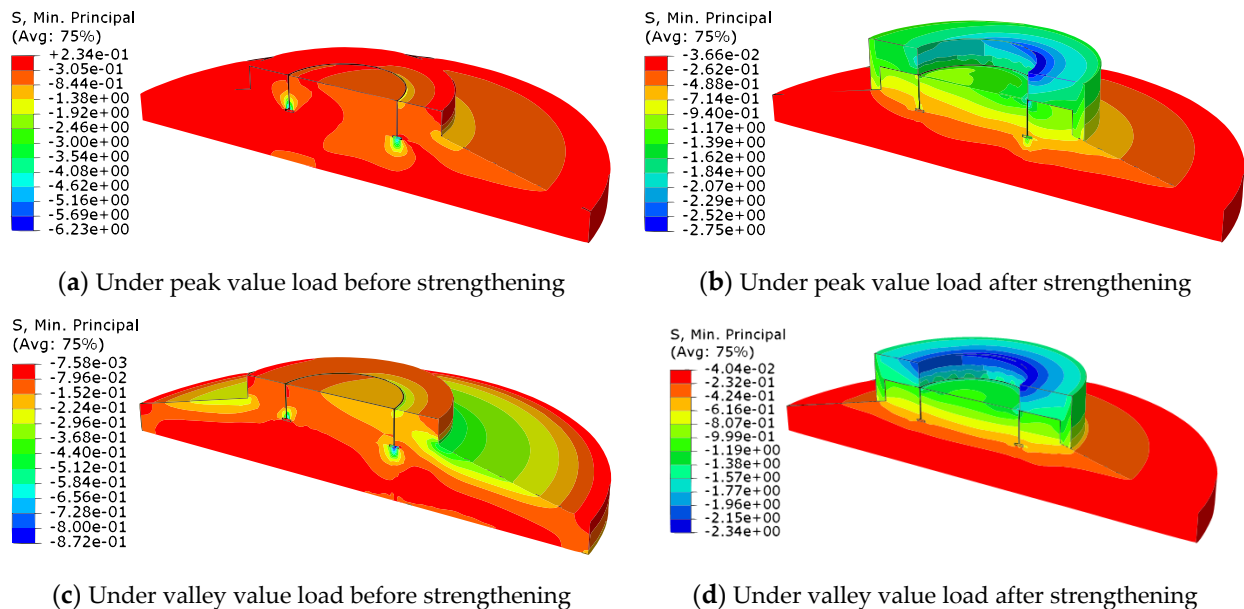 S, Min. Principal
(Avg: 75%)
+2.34e-01
-3.05e-01
-8.44e-01
-1.38e+00
-1.92e+00
-2.46e+00
-3.00e+00
-3.54e+00
-4.08e+00
-4.62e+00
-5.16e+00
-5.69e+00
-6.23e+00
(a) Under peak value load before strengthening
S, Min. Principal
(Avg: 75%)
-3.66e-02
-2.62e-01
-4.88e-01
-7.14e-01
-9.40e-01
-1.17e+00
-1.39e+00
-1.62e+00
-1.84e+00
-2.07e+00
-2.29e+00
-2.52e+00
-2.75e+00
(b) Under peak value load after strengthening
S, Min. Principal
(Avg: 75%)
-7.58e-03
-7.96e-02
-1.52e-01
-2.24e-01
-2.96e-01
-3.68e-01
-4.40e-01
-5.12e-01
-5.84e-01
-6.56e-01
-7.28e-01
-8.00e-01
-8.72e-01
(c) Under valley value load before strengthening
S, Min. Principal
(Avg: 75%)
-4.04e-02
-2.32e-01
-4.24e-01
-6.16e-01
-8.07e-01
-9.99e-01
-1.19e+00
-1.38e+00
-1.57e+00
-1.77e+00
-1.96e+00
-2.15e+00
-2.34e+00
(d) Under valley value load after strengthening